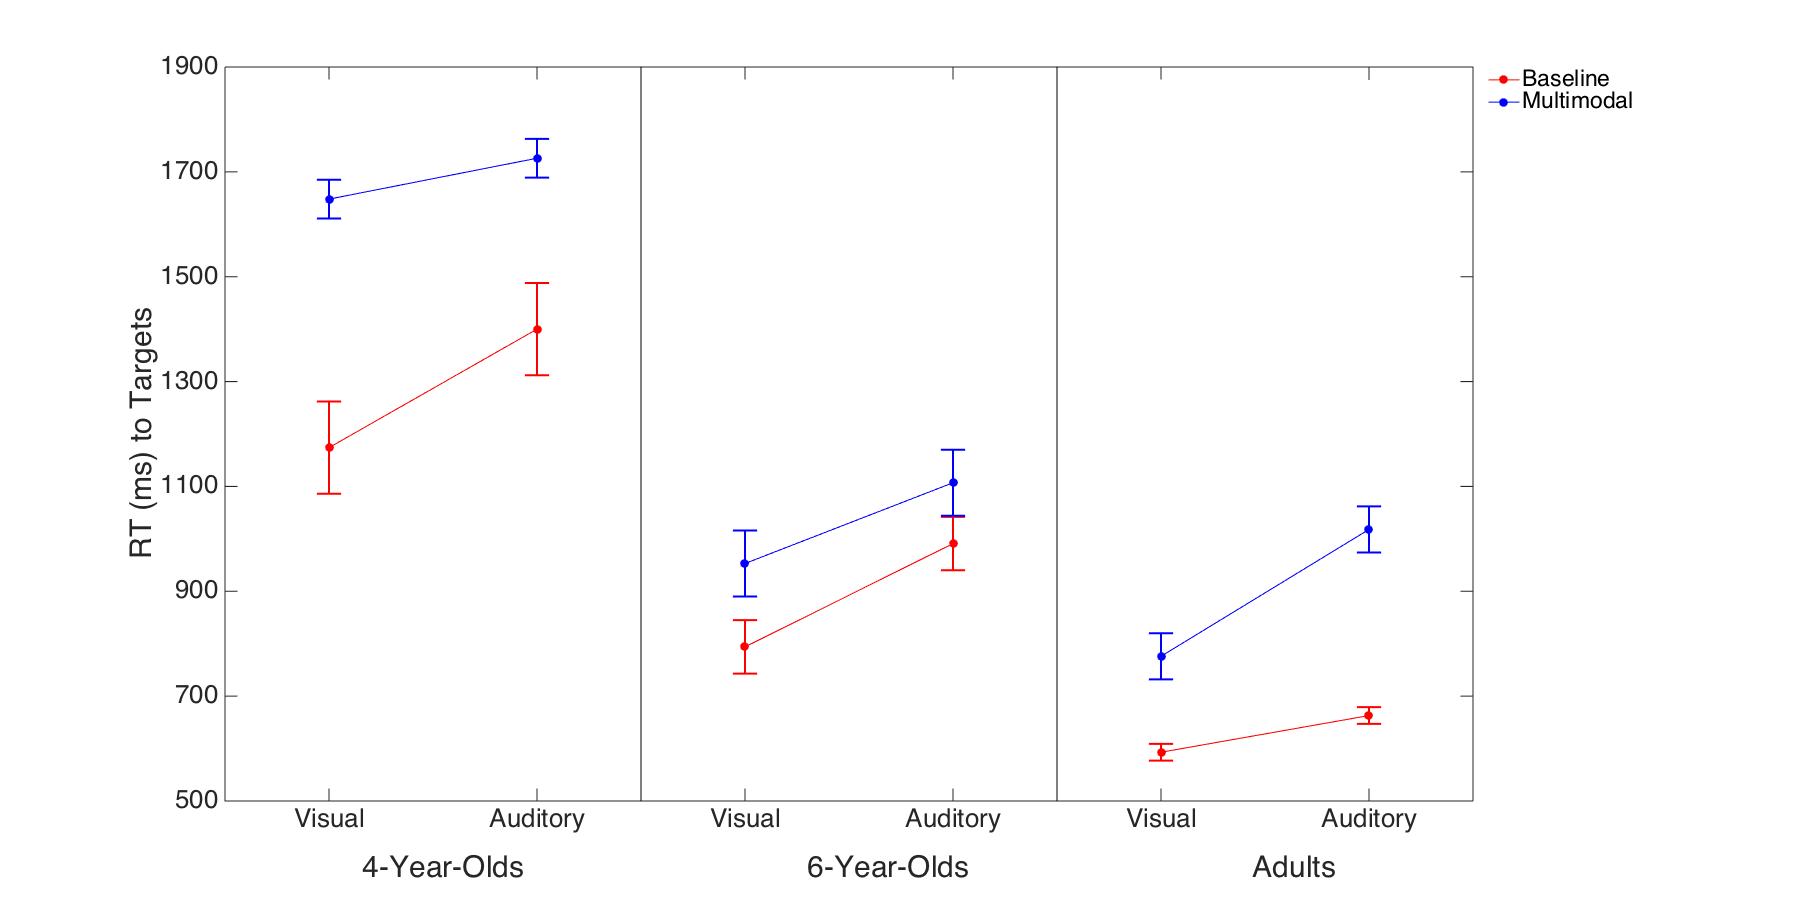 Baseline
Multimodal
RT (ms) to Targets
1900
1700
1500
1300
1100
900
700
500
Visual Auditory Visual Auditory Visual Auditory
4-Year-Olds 6-Year-Olds Adults